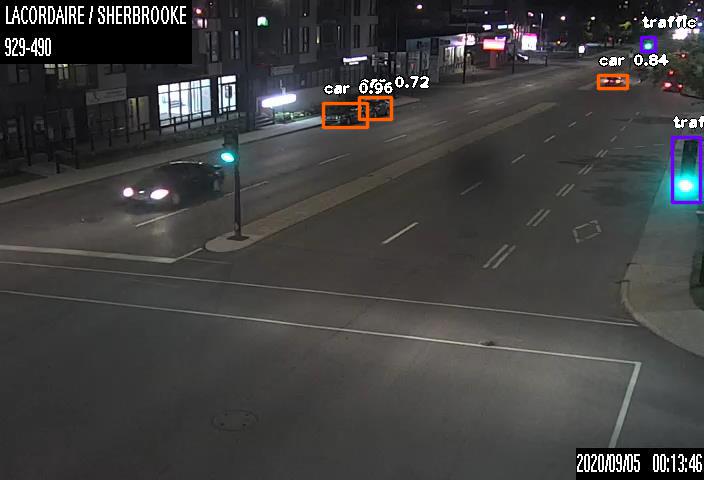 LACORDAIRE / SHERBROOKE
929-490
traffic
car 0.84
car 0.96
0.72
traf
2020/09/05 00:13:46